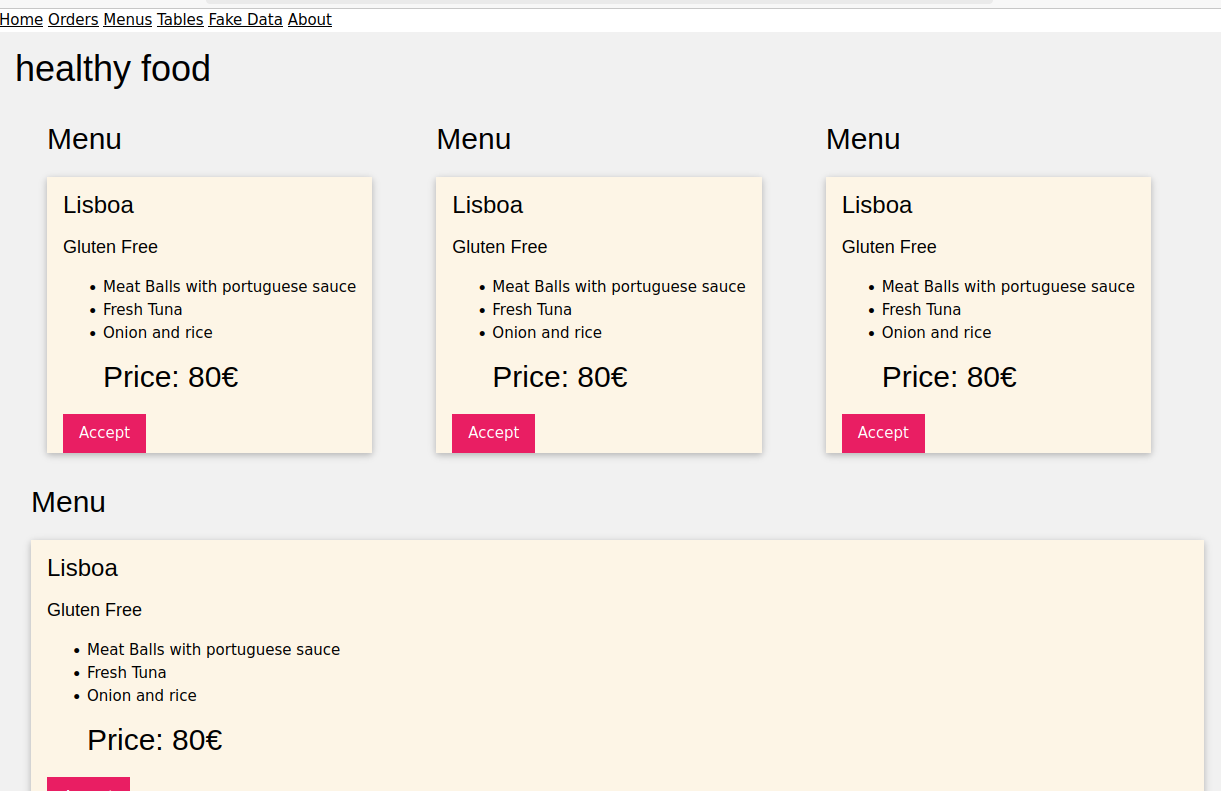 Home Orders Menus Tables Fake Data About
healthy food
Menu
Lisboa
Gluten Free
• Meat Balls with portuguese sauce
• Fresh Tuna
• Onion and rice
Price: 80€
Accept
Menu
Lisboa
Gluten Free
• Meat Balls with portuguese sauce
• Fresh Tuna
• Onion and rice
Price: 80€
Accept
Menu
Lisboa
Gluten Free
• Meat Balls with portuguese sauce
• Fresh Tuna
• Onion and rice
Price: 80€
Accept
Menu
Lisboa
Gluten Free
• Meat Balls with portuguese sauce
• Fresh Tuna
• Onion and rice
Price: 80€